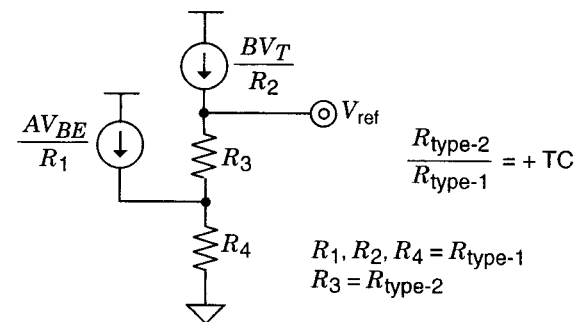 BV_T / R_2
V_ref
AV_BE / R_1
R_3
R_type-2 / R_type-1 = + TC
R_4
R_1, R_2, R_4 = R_type-1
R_3 = R_type-2